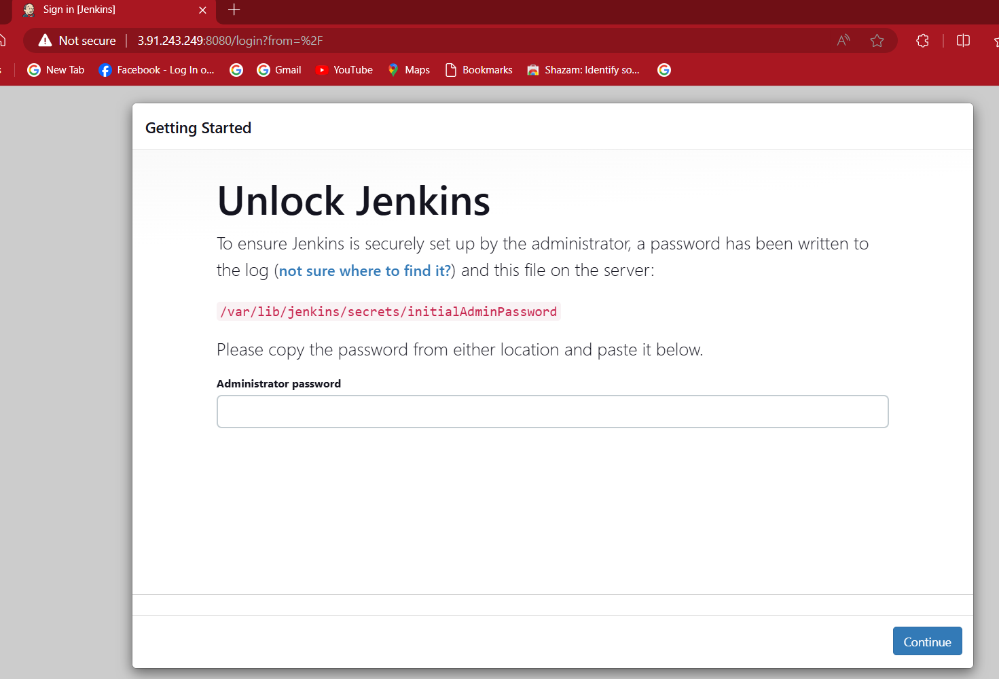 Sign in [Jenkins]
Not secure
3.91.243.249:8080/login?from=%2F
New Tab
Facebook - Log In o...
Gmail
YouTube
Maps
Bookmarks
Shazam: Identify so...
Getting Started
Unlock Jenkins
To ensure Jenkins is securely set up by the administrator, a password has been written to
the log (not sure where to find it?) and this file on the server:
/var/lib/jenkins/secrets/initialAdminPassword
Please copy the password from either location and paste it below.
Administrator password
Continue